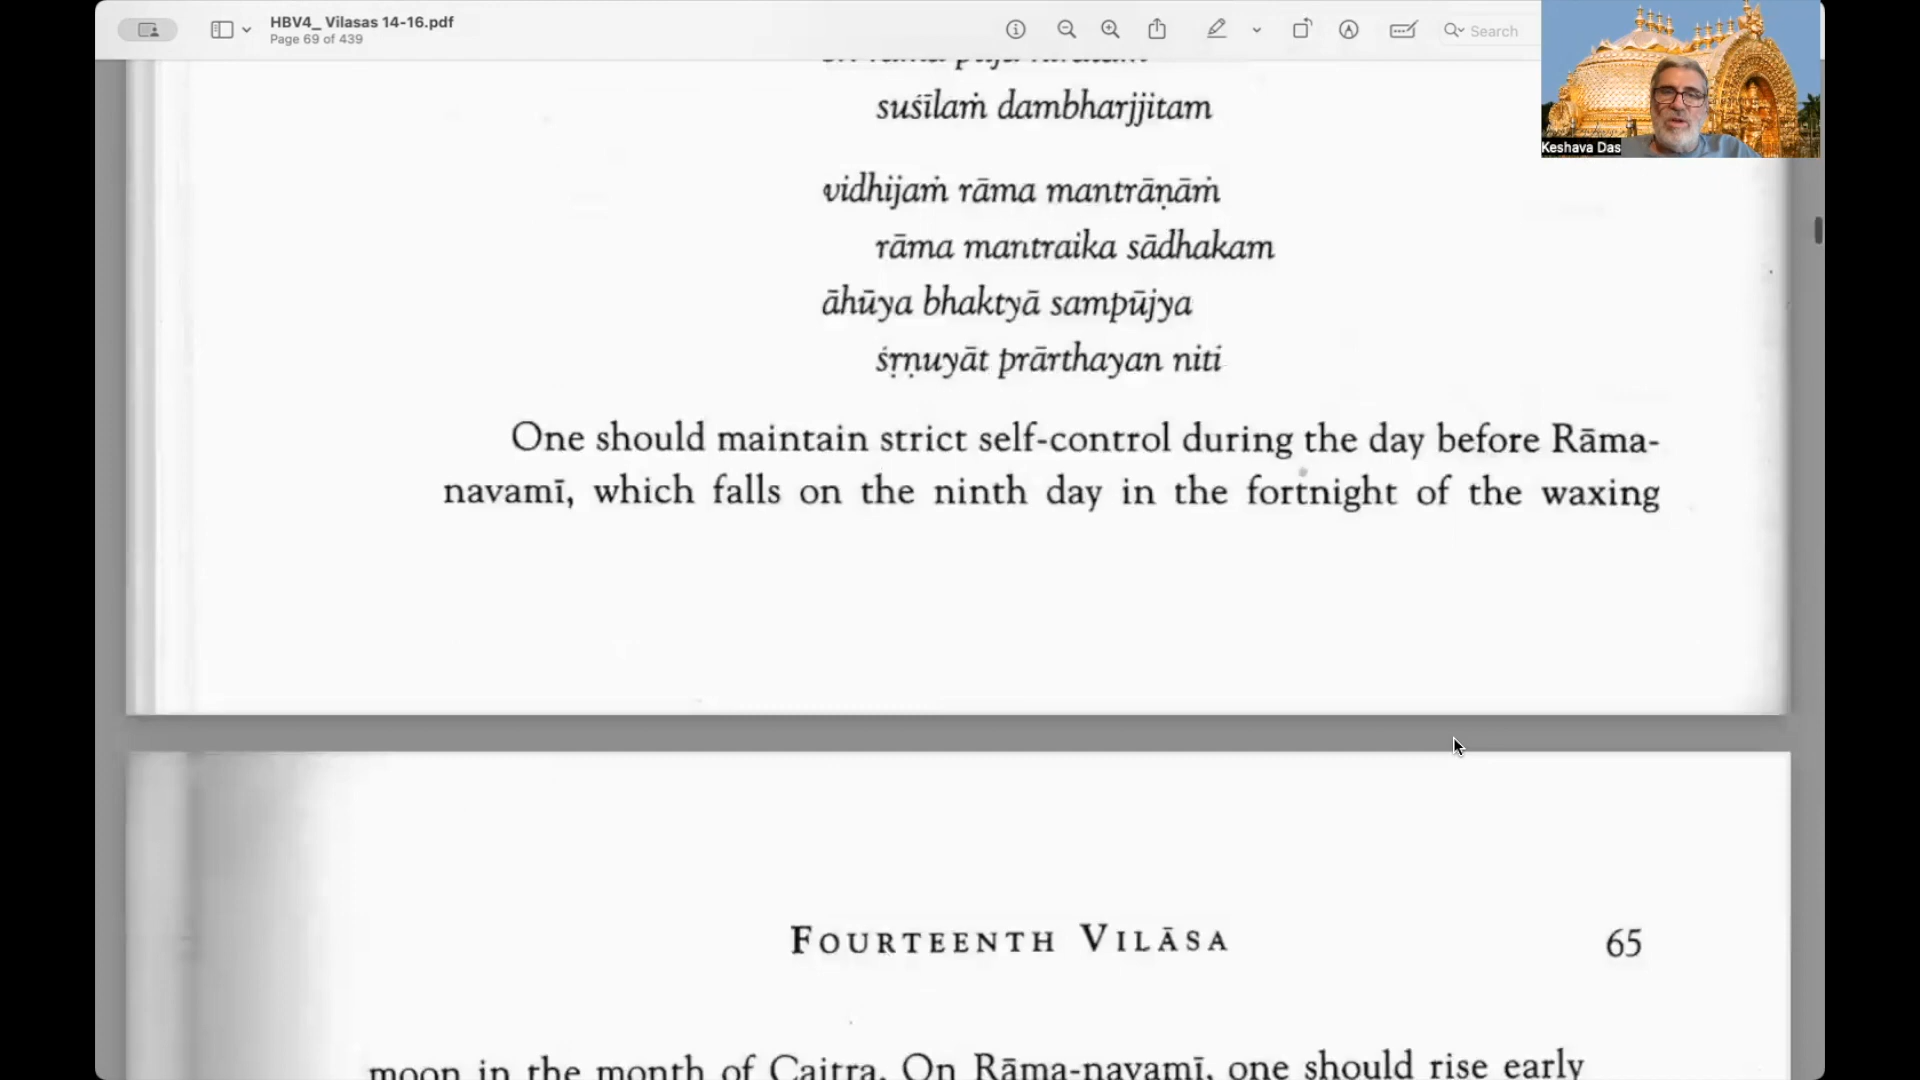 HBV4_ Vilasas 14-16.pdf
Page 69 of 439
Search
Keshava Das
suśīlaṁ dambharjjitam
vidhijaṁ rāma mantrāṇāṁ
rāma mantraika sādhakam
āhūya bhaktyā sampūjya
śṛṇuyāt prārthayan niti
One should maintain strict self-control during the day before Rāma-
navamī, which falls on the ninth day in the fortnight of the waxing
FOURTEENTH VILĀSA 65
moon in the month of Caitra. On Rāma-navamī, one should rise early